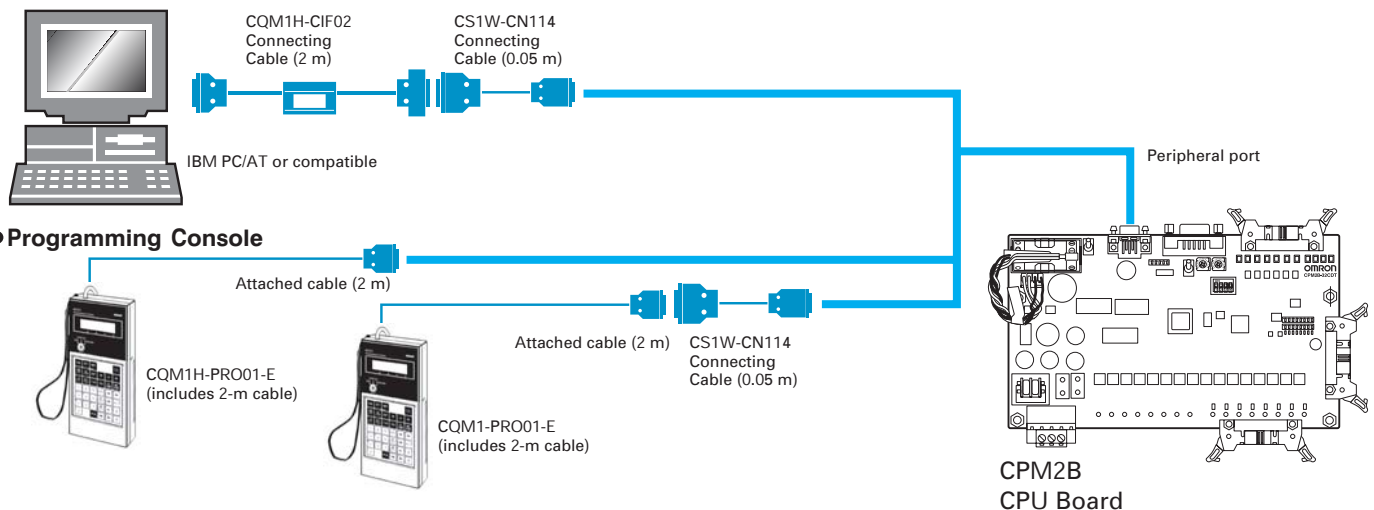 CQM1H-CIF02
Connecting
Cable (2 m)
CS1W-CN114
Connecting
Cable (0.05 m)
IBM PC/AT or compatible
Peripheral port
Programming Console
Attached cable (2 m)
CQM1H-PRO01-E
(includes 2-m cable)
Attached cable (2 m)
CS1W-CN114
Connecting
Cable (0.05 m)
CQM1-PRO01-E
(includes 2-m cable)
OMRON
CPM2B-32CDT
CPM2B
CPU Board